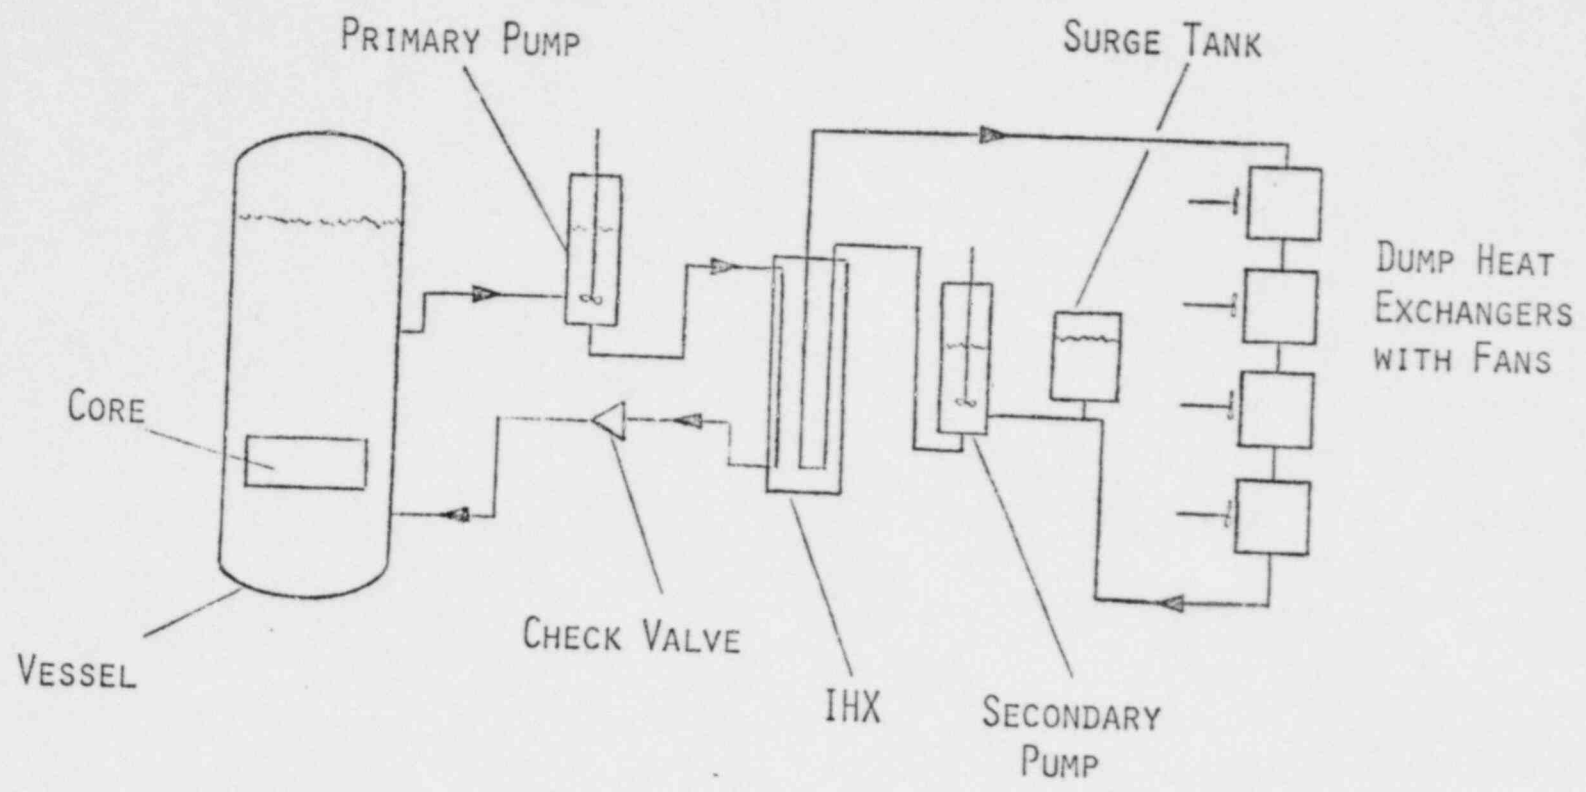 PRIMARY PUMP
SURGE TANK
DUMP HEAT
EXCHANGERS
WITH FANS
CORE
CHECK VALVE
VESSEL
IHX
SECONDARY
PUMP